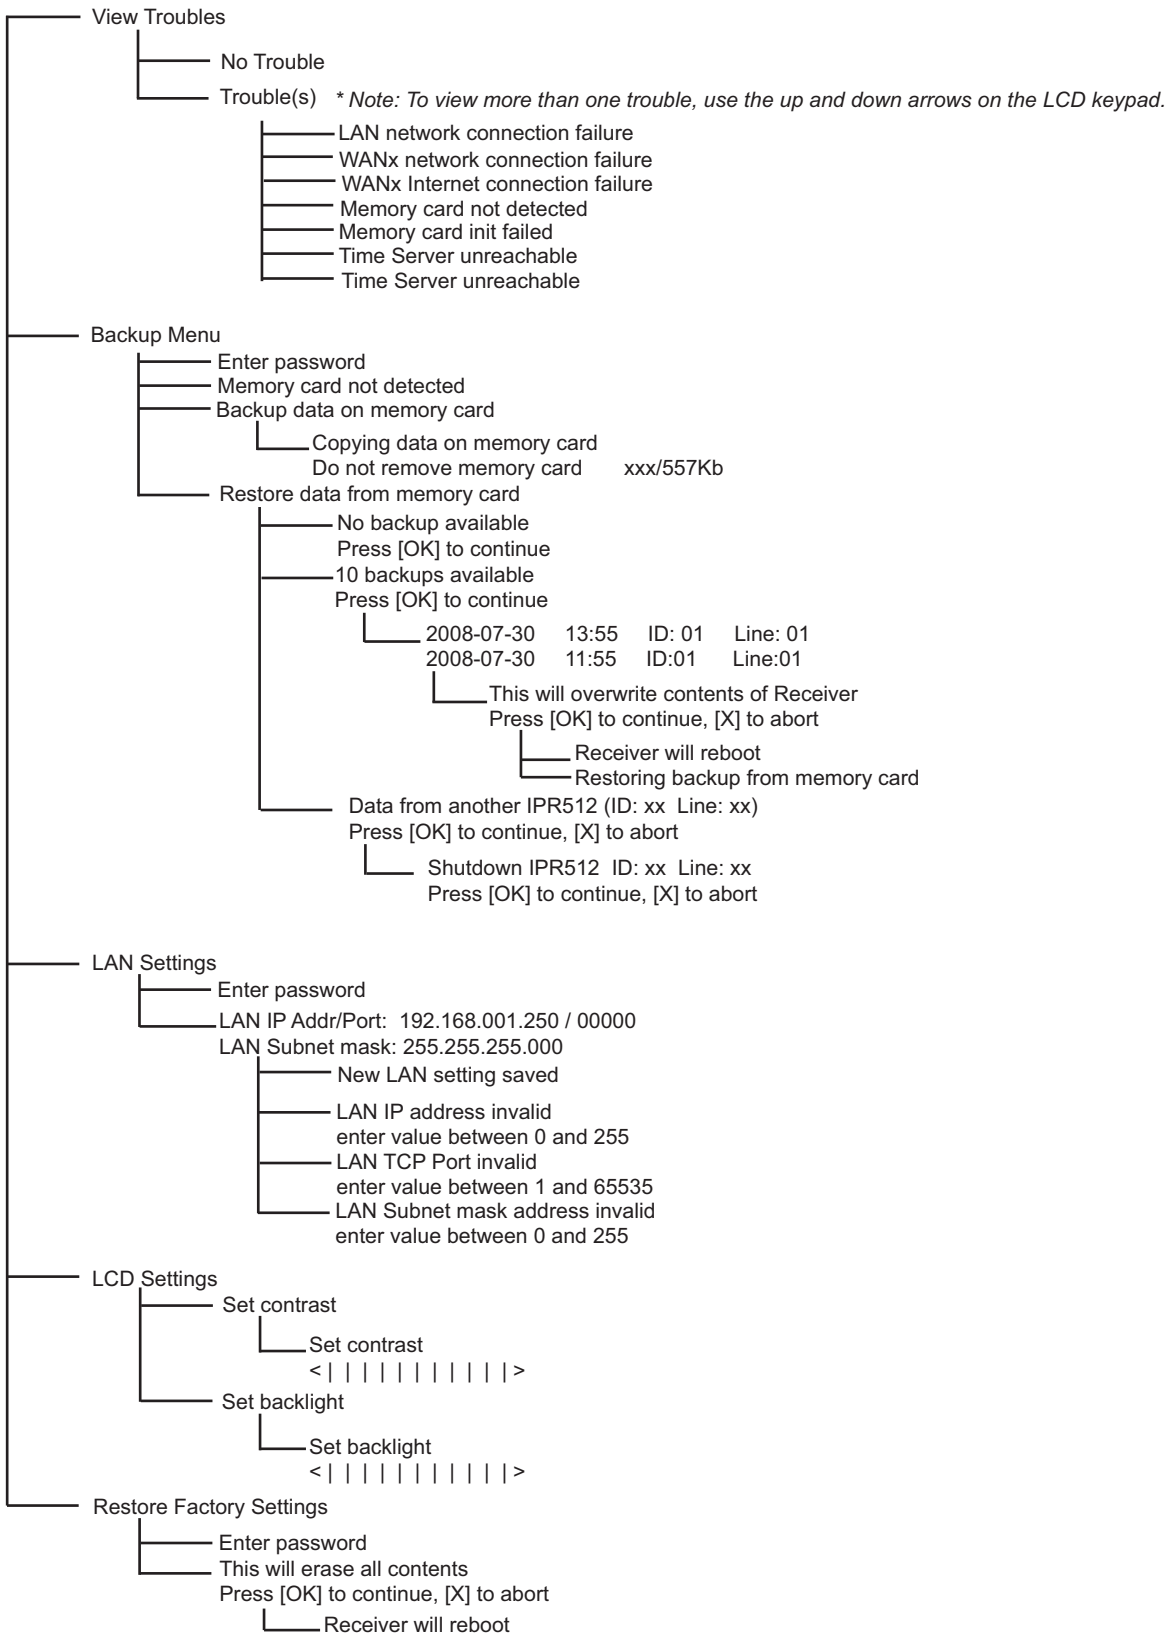 View Troubles
No Trouble
Trouble(s) * Note: To view more than one trouble, use the up and down arrows on the LCD keypad.
LAN network connection failure
WANx network connection failure
WANx Internet connection failure
Memory card not detected
Memory card init failed
Time Server unreachable
Time Server unreachable
Backup Menu
Enter password
Memory card not detected
Backup data on memory card
Copying data on memory card
Do not remove memory card xxx/557Kb
Restore data from memory card
No backup available
Press [OK] to continue
10 backups available
Press [OK] to continue
2008-07-30 13:55 ID: 01 Line: 01
2008-07-30 11:55 ID:01 Line:01
This will overwrite contents of Receiver
Press [OK] to continue, [X] to abort
Receiver will reboot
Restoring backup from memory card
Data from another IPR512 (ID: xx Line: xx)
Press [OK] to continue, [X] to abort
Shutdown IPR512 ID: xx Line: xx
Press [OK] to continue, [X] to abort
LAN Settings
Enter password
LAN IP Addr/Port: 192.168.001.250 / 00000
LAN Subnet mask: 255.255.255.000
New LAN setting saved
LAN IP address invalid
enter value between 0 and 255
LAN TCP Port invalid
enter value between 1 and 65535
LAN Subnet mask address invalid
enter value between 0 and 255
LCD Settings
Set contrast
Set contrast
< | | | | | | | | | | | >
Set backlight
Set backlight
< | | | | | | | | | | | >
Restore Factory Settings
Enter password
This will erase all contents
Press [OK] to continue, [X] to abort
Receiver will reboot